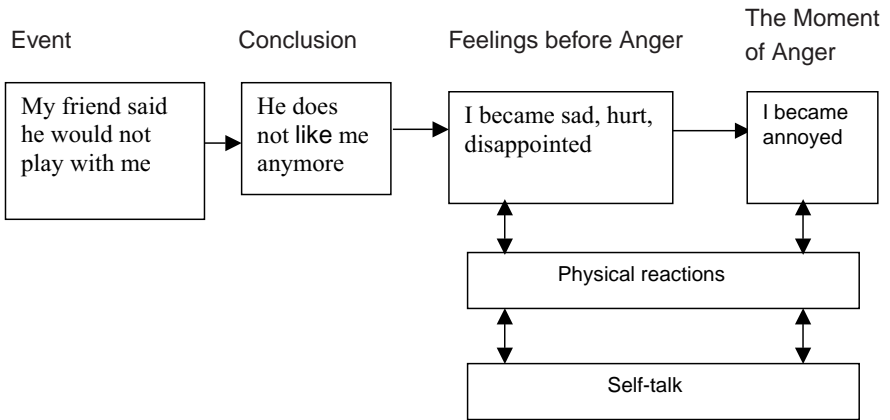 Event
Conclusion
Feelings before Anger
The Moment
of Anger
My friend said
he would not
play with me
He does
not like me
anymore
I became sad, hurt,
disappointed
I became
annoyed
Physical reactions
Self-talk